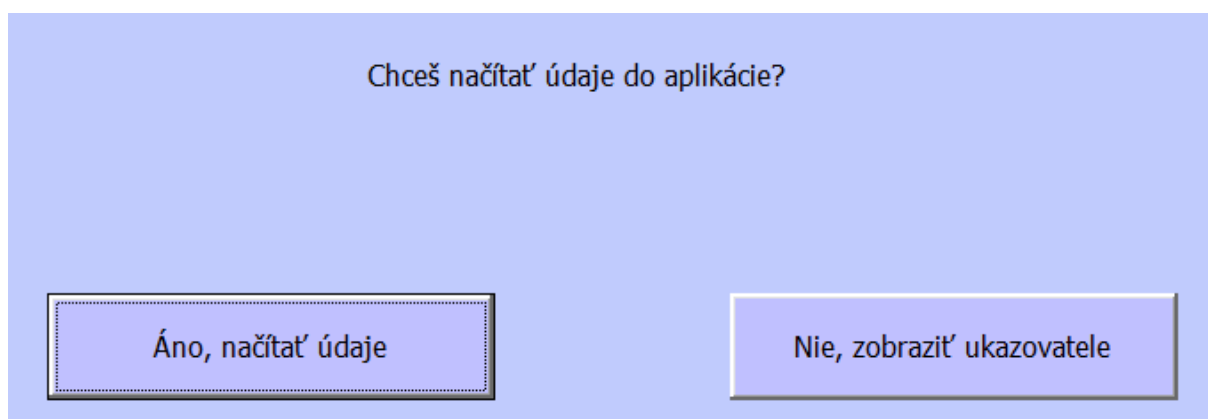 Chceš načítať údaje do aplikácie?
Áno, načítať údaje
Nie, zobraziť ukazovatele